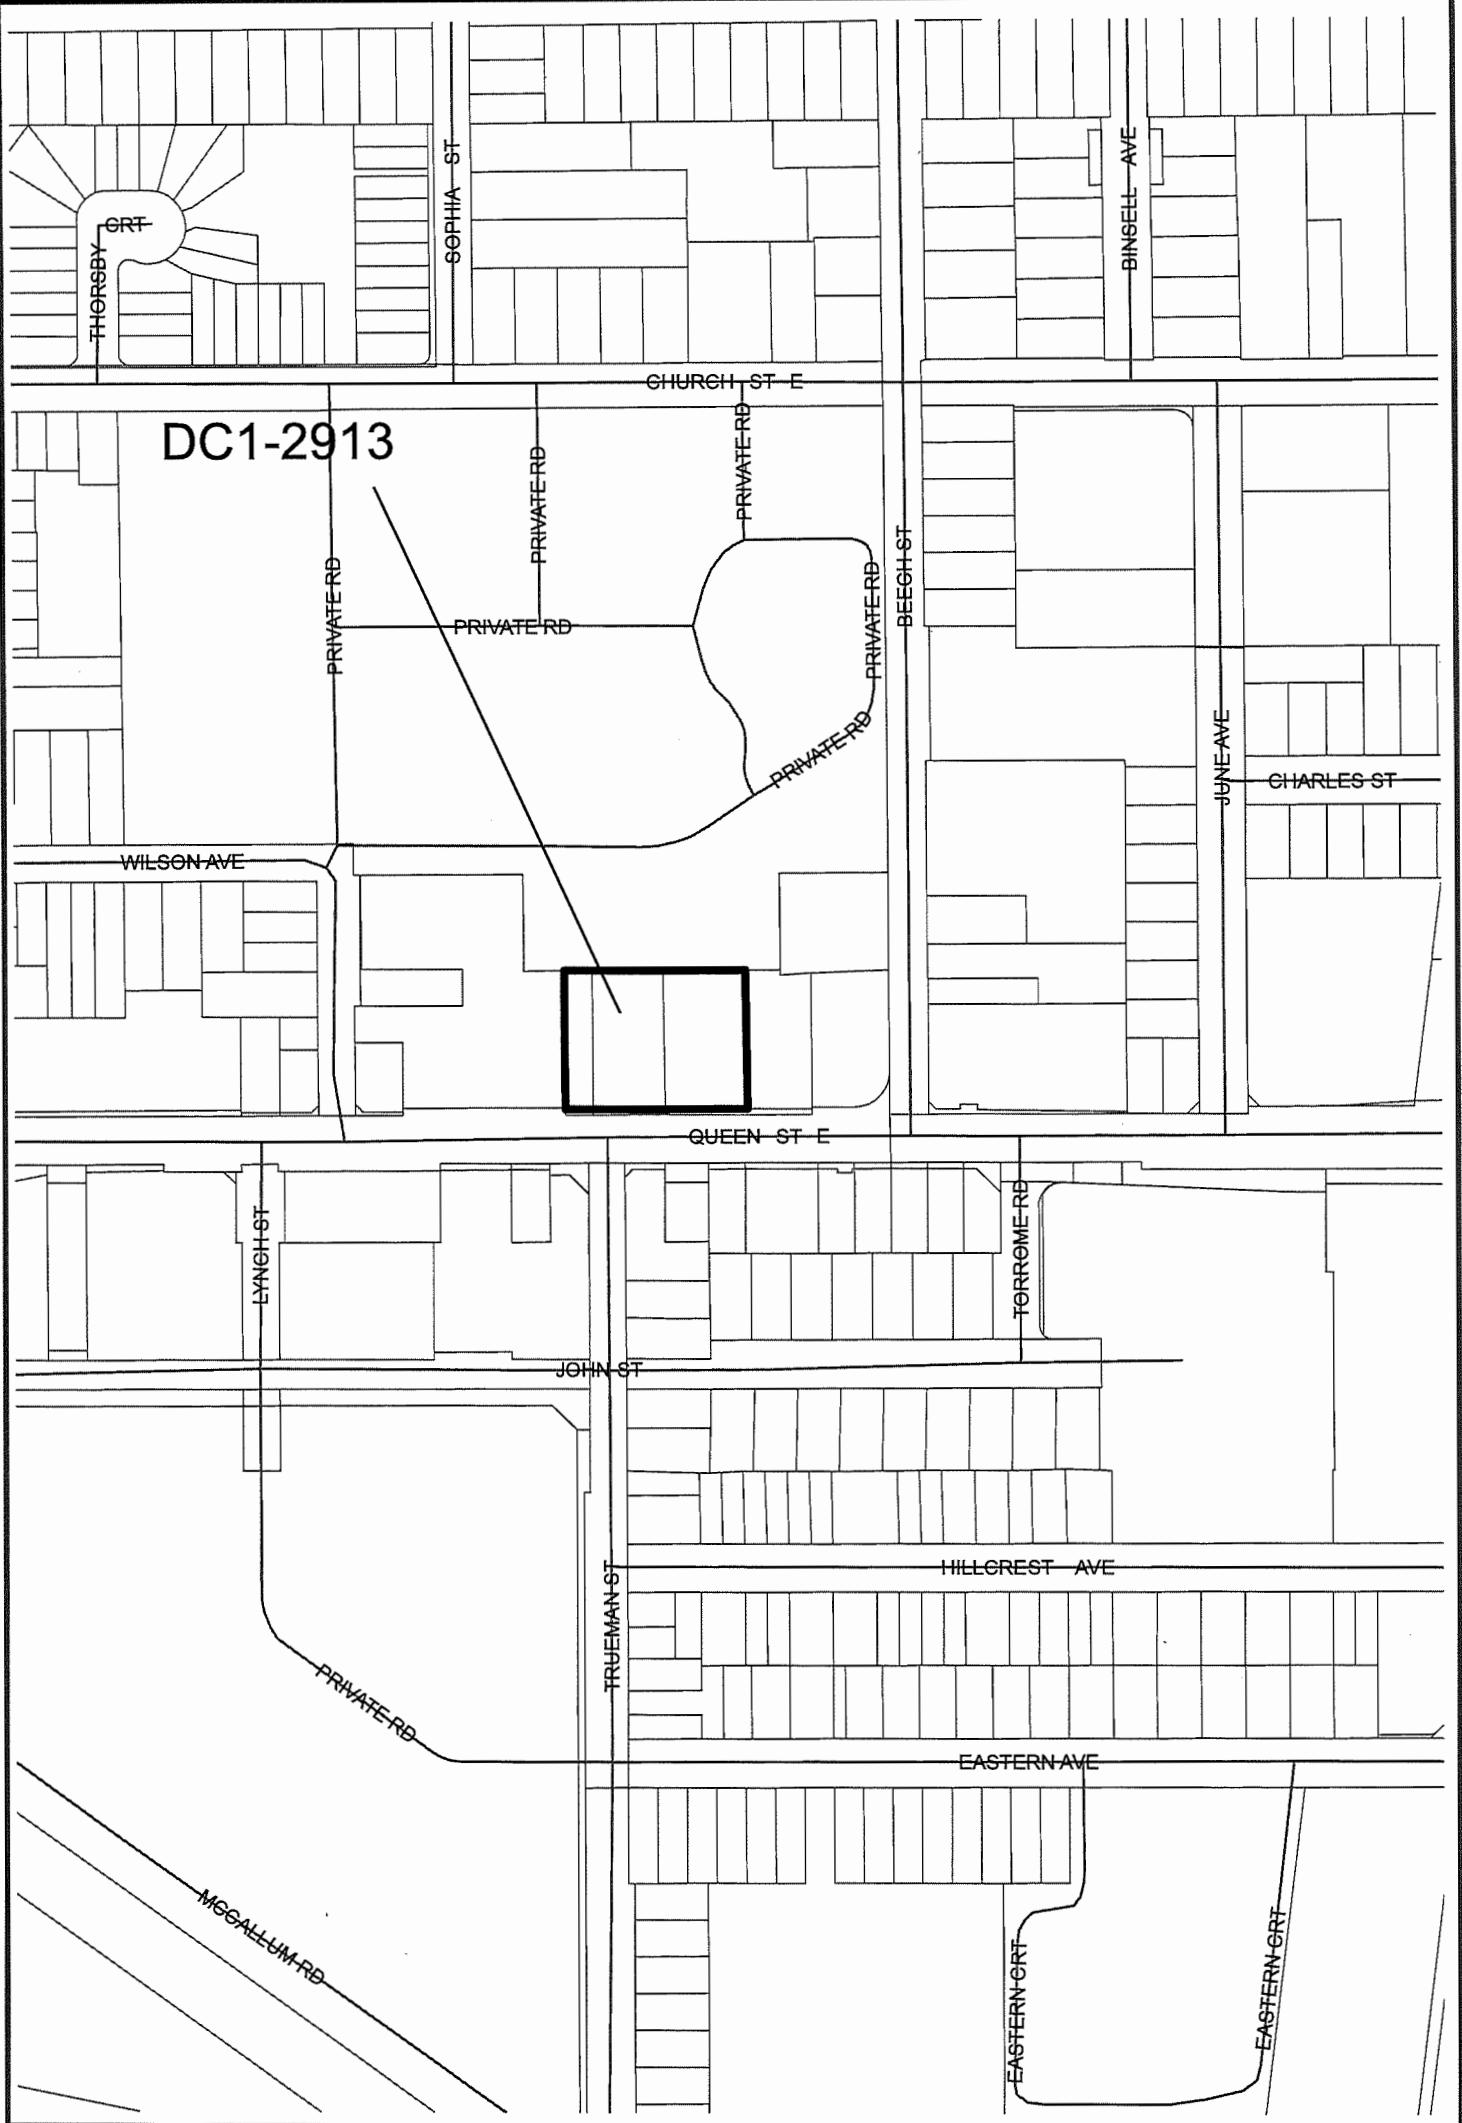 SOPHIA ST
BINSELL AVE
CRT
THORSBY
CHURCH ST E
DC1-2913
PRIVATE RD
PRIVATE RD
PRIVATE RD
PRIVATE RD
BEECH ST
PRIVATE RD
PRIVATE RD
PRIVATE RD
JUNE AVE
CHARLES ST
WILSON AVE
QUEEN ST E
LYNCH ST
TORROME RD
JOHN ST
HILLCREST AVE
TRUEMAN ST
PRIVATE RD
EASTERN AVE
MCCALLUM RD
EASTERN CRT
EASTERN CRT